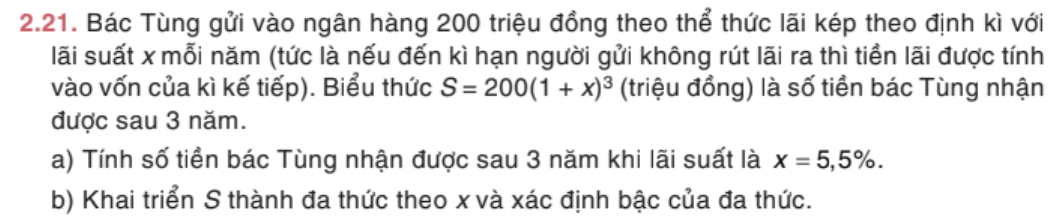 2.21. Bác Tùng gửi vào ngân hàng 200 triệu đồng theo thể thức lãi kép theo định kì với
lãi suất x mỗi năm (tức là nếu đến kì hạn người gửi không rút lãi ra thì tiền lãi được tính
vào vốn của kì kế tiếp). Biểu thức S = 200(1 + x)³ (triệu đồng) là số tiền bác Tùng nhận
được sau 3 năm.
a) Tính số tiền bác Tùng nhận được sau 3 năm khi lãi suất là x = 5,5%.
b) Khai triển S thành đa thức theo x và xác định bậc của đa thức.